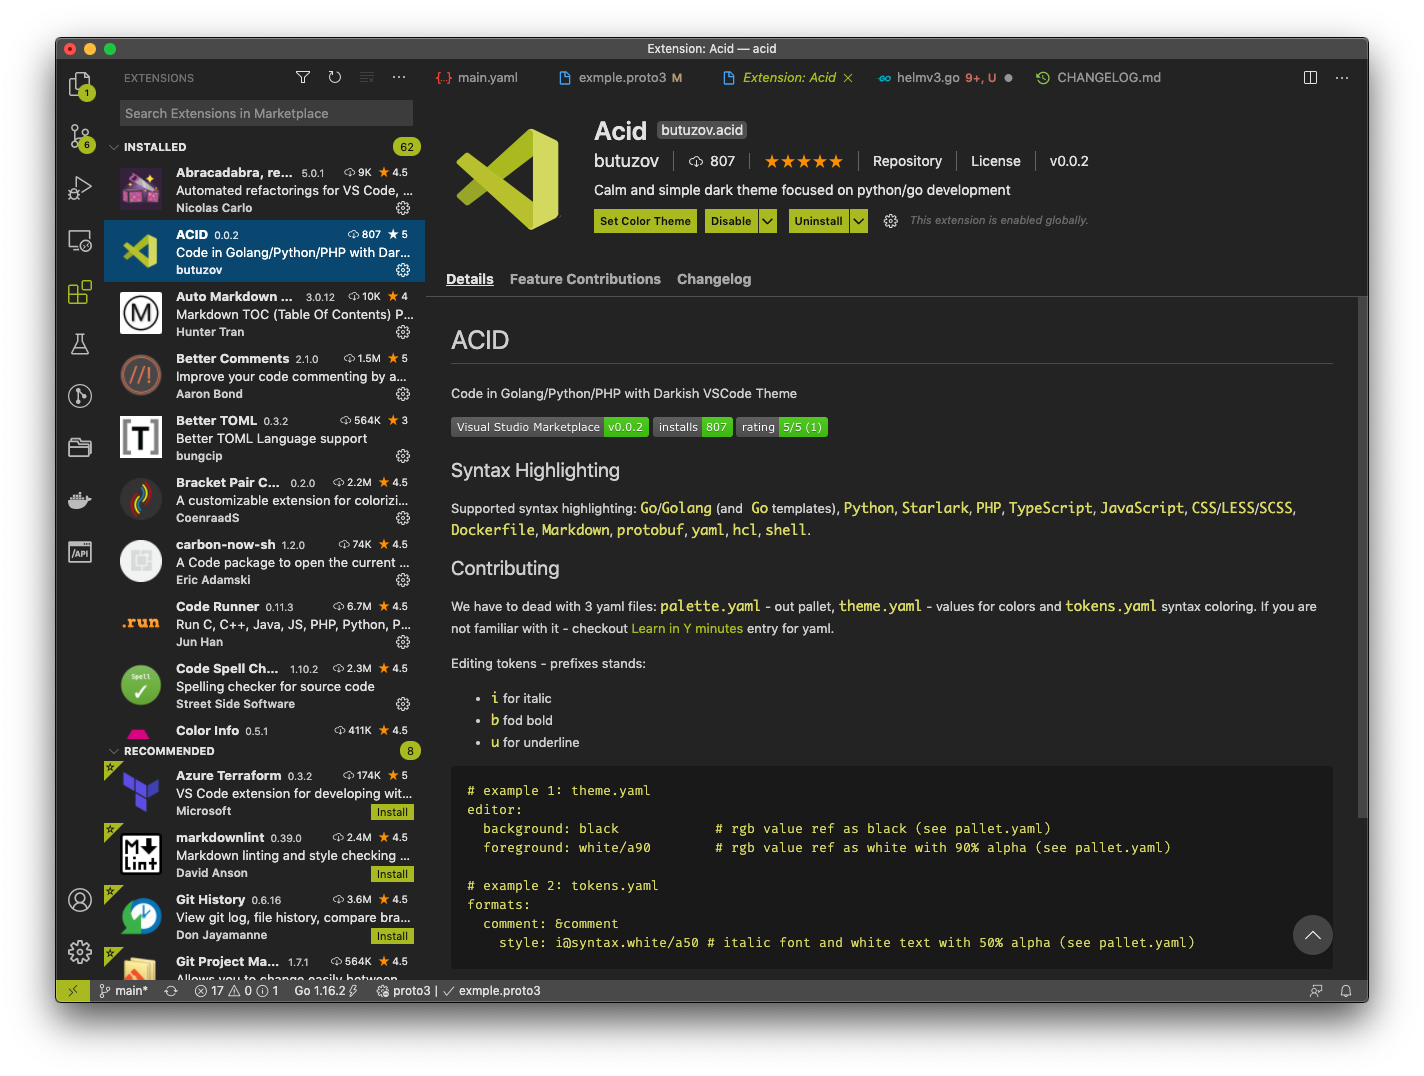 Extension: Acid — acid
EXTENSIONS
main.yaml
exmple.proto3 M
Extension: Acid
helmv3.go 9+, U
CHANGELOG.md
1
6
Search Extensions in Marketplace
INSTALLED 62
Abracadabra, re... 5.0.1 9K 4.5
Automated refactorings for VS Code, ...
Nicolas Carlo
ACID 0.0.2 807 5
Code in Golang/Python/PHP with Dar...
butuzov
Auto Markdown ... 3.0.12 10K 4
Markdown TOC (Table Of Contents) P...
Hunter Tran
Better Comments 2.1.0 1.5M 5
Improve your code commenting by a...
Aaron Bond
Better TOML 0.3.2 564K 3
Better TOML Language support
bungcip
Bracket Pair C... 0.2.0 2.2M 4.5
A customizable extension for colorizi...
CoenraadS
carbon-now-sh 1.2.0 74K 4.5
A Code package to open the current ...
Eric Adamski
Code Runner 0.11.3 6.7M 4.5
Run C, C++, Java, JS, PHP, Python, P...
Jun Han
Code Spell Ch... 1.10.2 2.3M 4.5
Spelling checker for source code
Street Side Software
Color Info 0.5.1 411K 4.5
M
//!
[T]
.run
Spell
/API
RECOMMENDED 8
Azure Terraform 0.3.2 174K 5
VS Code extension for developing wit...
Microsoft Install
markdownlint 0.39.0 2.4M 4.5
Markdown linting and style checking ...
David Anson Install
M
Lint
Git History 0.6.16 3.6M 4.5
View git log, file history, compare bra...
Don Jayamanne Install
Git Project Ma... 1.7.1 564K 4.5
Allows you to change easily between
Acid butuzov.acid
butuzov 807 Repository License v0.0.2
Calm and simple dark theme focused on python/go development
Set Color Theme Disable Uninstall This extension is enabled globally.
Details Feature Contributions Changelog
ACID
Code in Golang/Python/PHP with Darkish VSCode Theme
Visual Studio Marketplace v0.0.2 installs 807 rating 5/5 (1)
Syntax Highlighting
Supported syntax highlighting: Go/Golang (and Go templates), Python, Starlark, PHP, TypeScript, JavaScript, CSS/LESS/SCSS,
Dockerfile, Markdown, protobuf, yaml, hcl, shell.
Contributing
We have to dead with 3 yaml files: palette.yaml - out pallet, theme.yaml - values for colors and tokens.yaml syntax coloring. If you are
not familiar with it - checkout Learn in Y minutes entry for yaml.
Editing tokens - prefixes stands:
• i for italic
• b fod bold
• u for underline
# example 1: theme.yaml
editor:
background: black # rgb value ref as black (see pallet.yaml)
foreground: white/a90 # rgb value ref as white with 90% alpha (see pallet.yaml)
# example 2: tokens.yaml
formats:
comment: &comment
style: i@syntax.white/a50 # italic font and white text with 50% alpha (see pallet.yaml)
main* 17 0 1 Go 1.16.2 proto3 | exmple.proto3